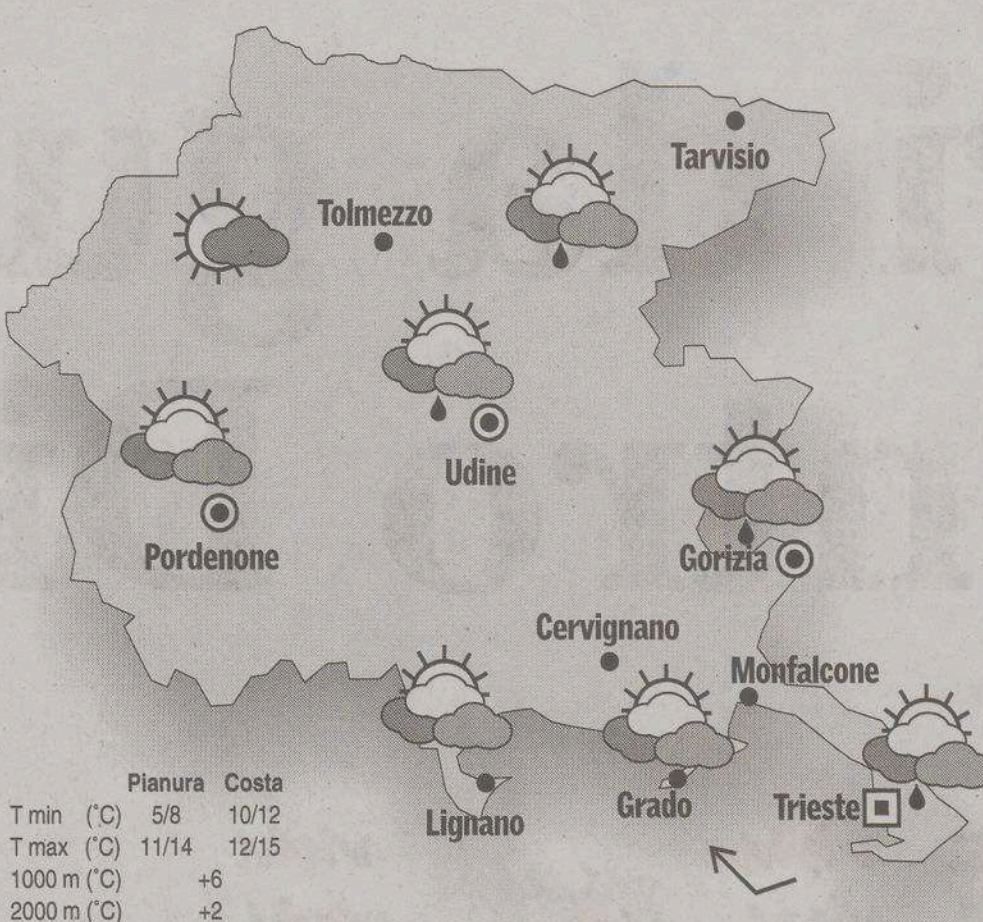 Tarvisio
Tolmezzo
Udine
Pordenone
Gorizia
Cervignano
Monfalcone
Lignano
Grado
Trieste
Pianura Costa
T min (°C) 5/8 10/12
T max (°C) 11/14 12/15
1000 m (°C) +6
2000 m (°C) +2